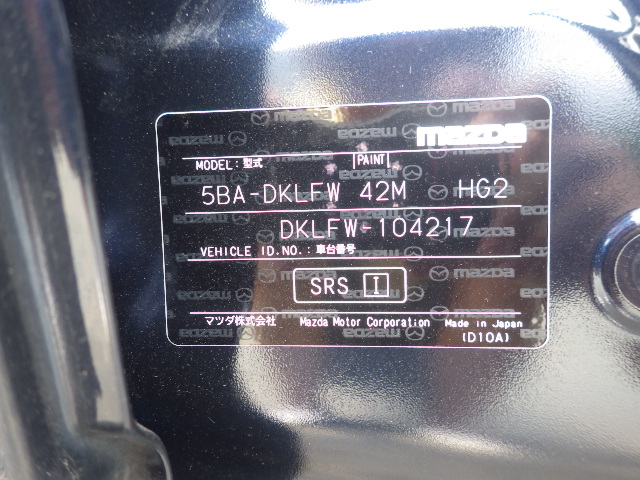 mazda
MODEL: 型式 PAINT
5BA-DKLFW 42M HG2
DKLFW-104217
VEHICLE ID.NO.: 車台番号
SRS I
マツダ株式会社 Mazda Motor Corporation Made in Japan
(D10A)